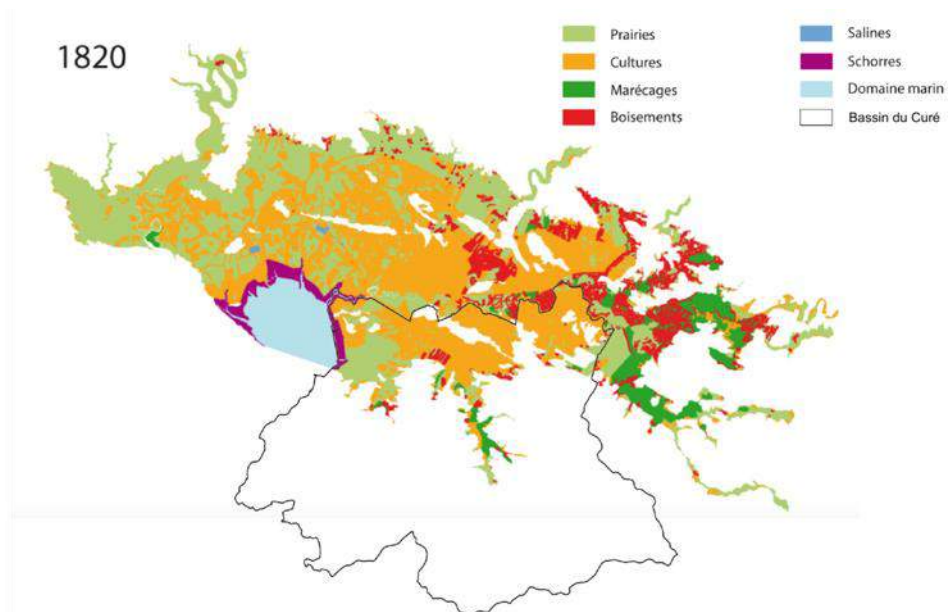 1820
Prairies
Cultures
Marécages
Boisements
Salines
Schorres
Domaine marin
Bassin du Curé